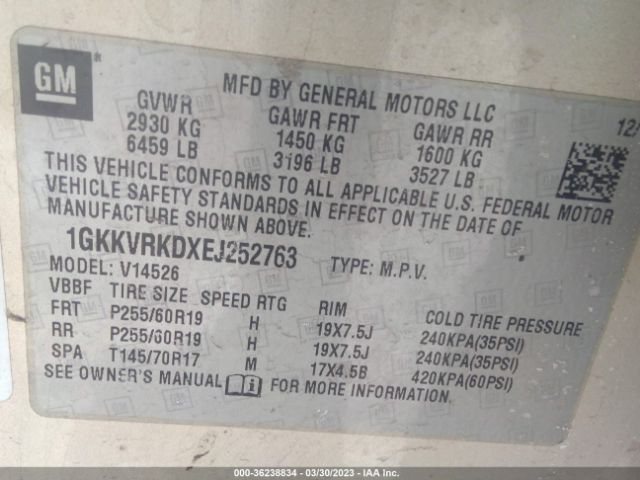 GM
MFD BY GENERAL MOTORS LLC
12/
GVWR GAWR FRT GAWR RR
2930 KG 1450 KG 1600 KG
6459 LB 3196 LB 3527 LB
THIS VEHICLE CONFORMS TO ALL APPLICABLE U.S. FEDERAL MOTOR
VEHICLE SAFETY STANDARDS IN EFFECT ON THE DATE OF
MANUFACTURE SHOWN ABOVE.
1GKKVRKDXEJ252763 TYPE: M.P.V.
MODEL: V14526
VBBF TIRE SIZE SPEED RTG RIM COLD TIRE PRESSURE
FRT P255/60R19 H 19X7.5J 240KPA(35PSI)
RR P255/60R19 H 19X7.5J 240KPA(35PSI)
SPA T145/70R17 M 17X4.5B 420KPA(60PSI)
SEE OWNER'S MANUAL i FOR MORE INFORMATION.
000-36238834 - 03/30/2023 - IAA Inc.